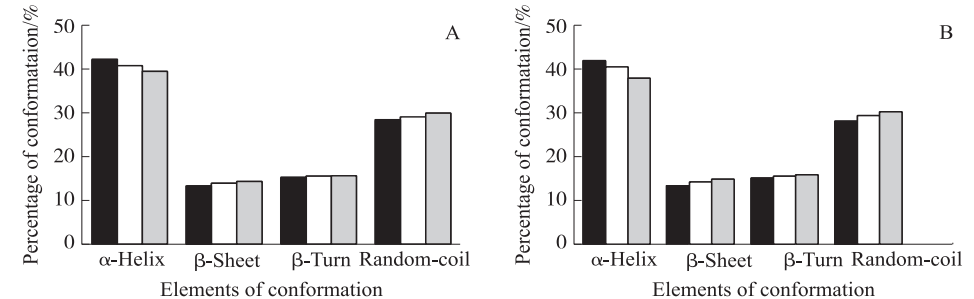 Percentage of conformataion/%
50
40
30
20
10
0
A
α-Helix β-Sheet β-Turn Random-coil
Elements of conformation
Percentage of conformataion/%
50
40
30
20
10
0
B
α-Helix β-Sheet β-Turn Random-coil
Elements of conformation